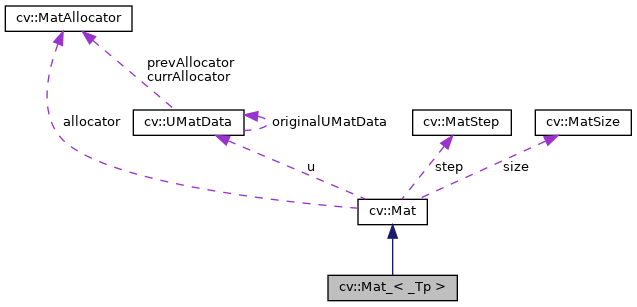 cv::MatAllocator
prevAllocator
currAllocator
allocator
cv::UMatData
originalUMatData
cv::MatStep
cv::MatSize
u
step
size
cv::Mat
cv::Mat_< _Tp >